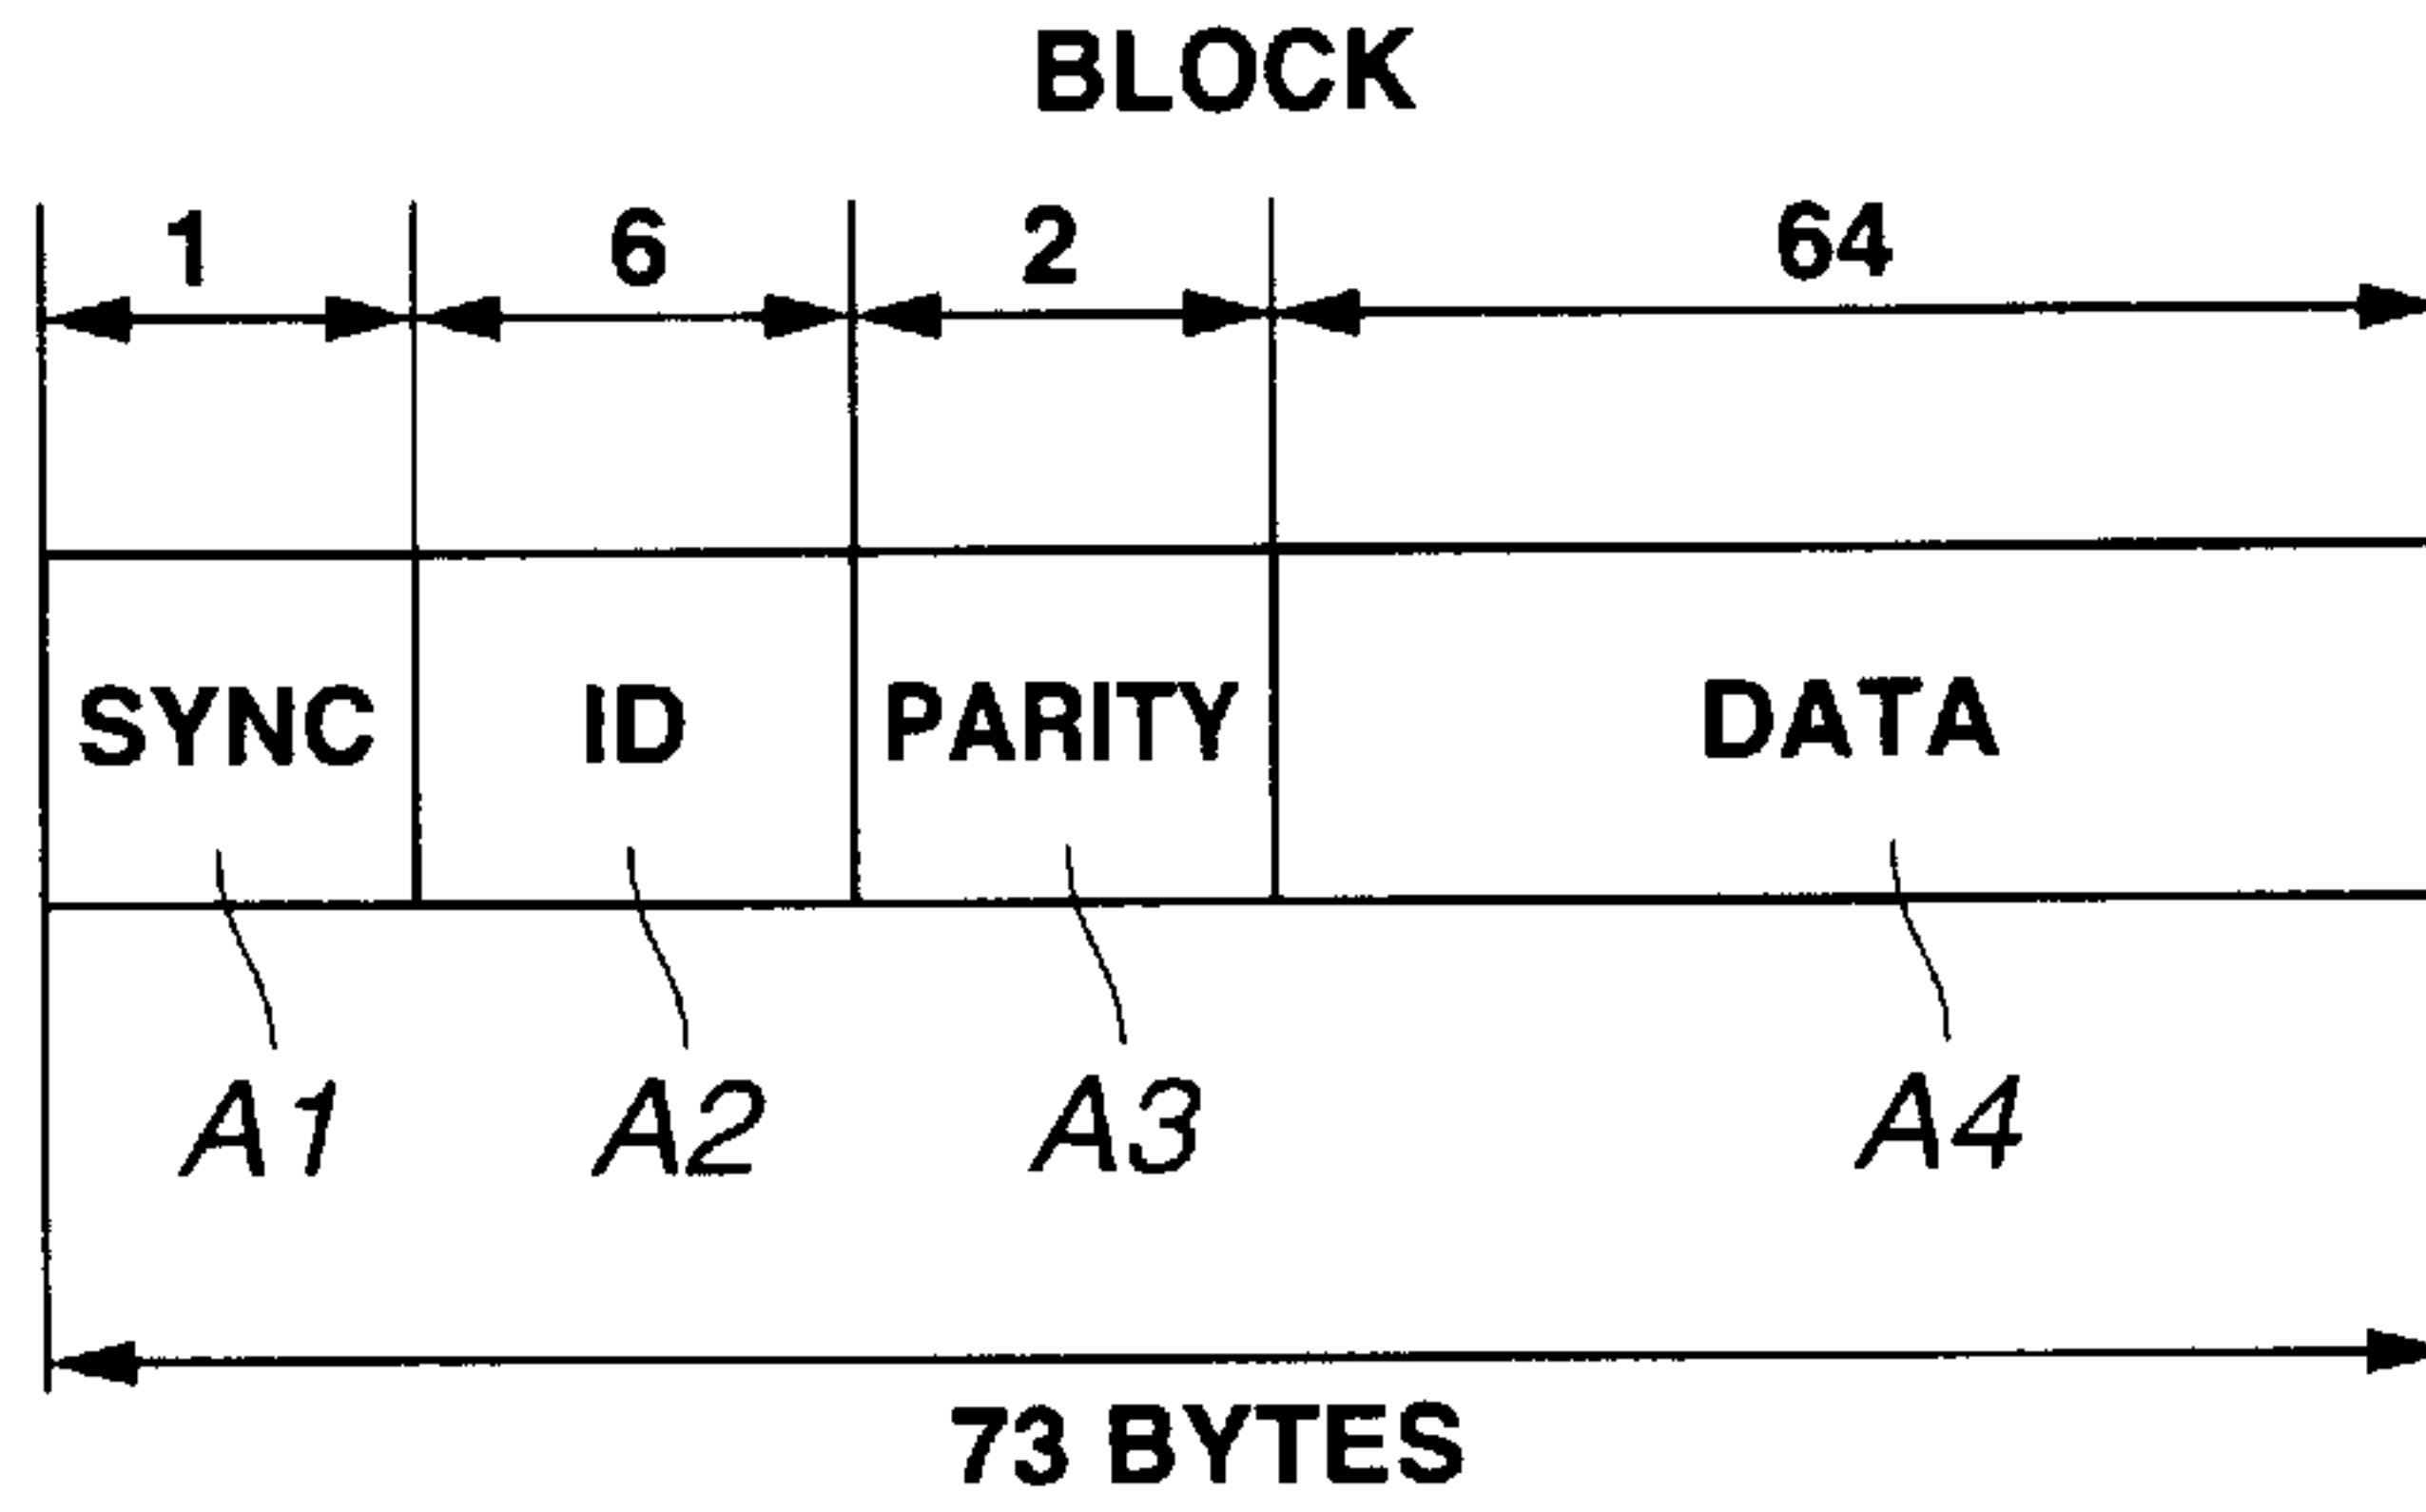 BLOCK
1 6 2 64
SYNC ID PARITY DATA
A1 A2 A3 A4
73 BYTES